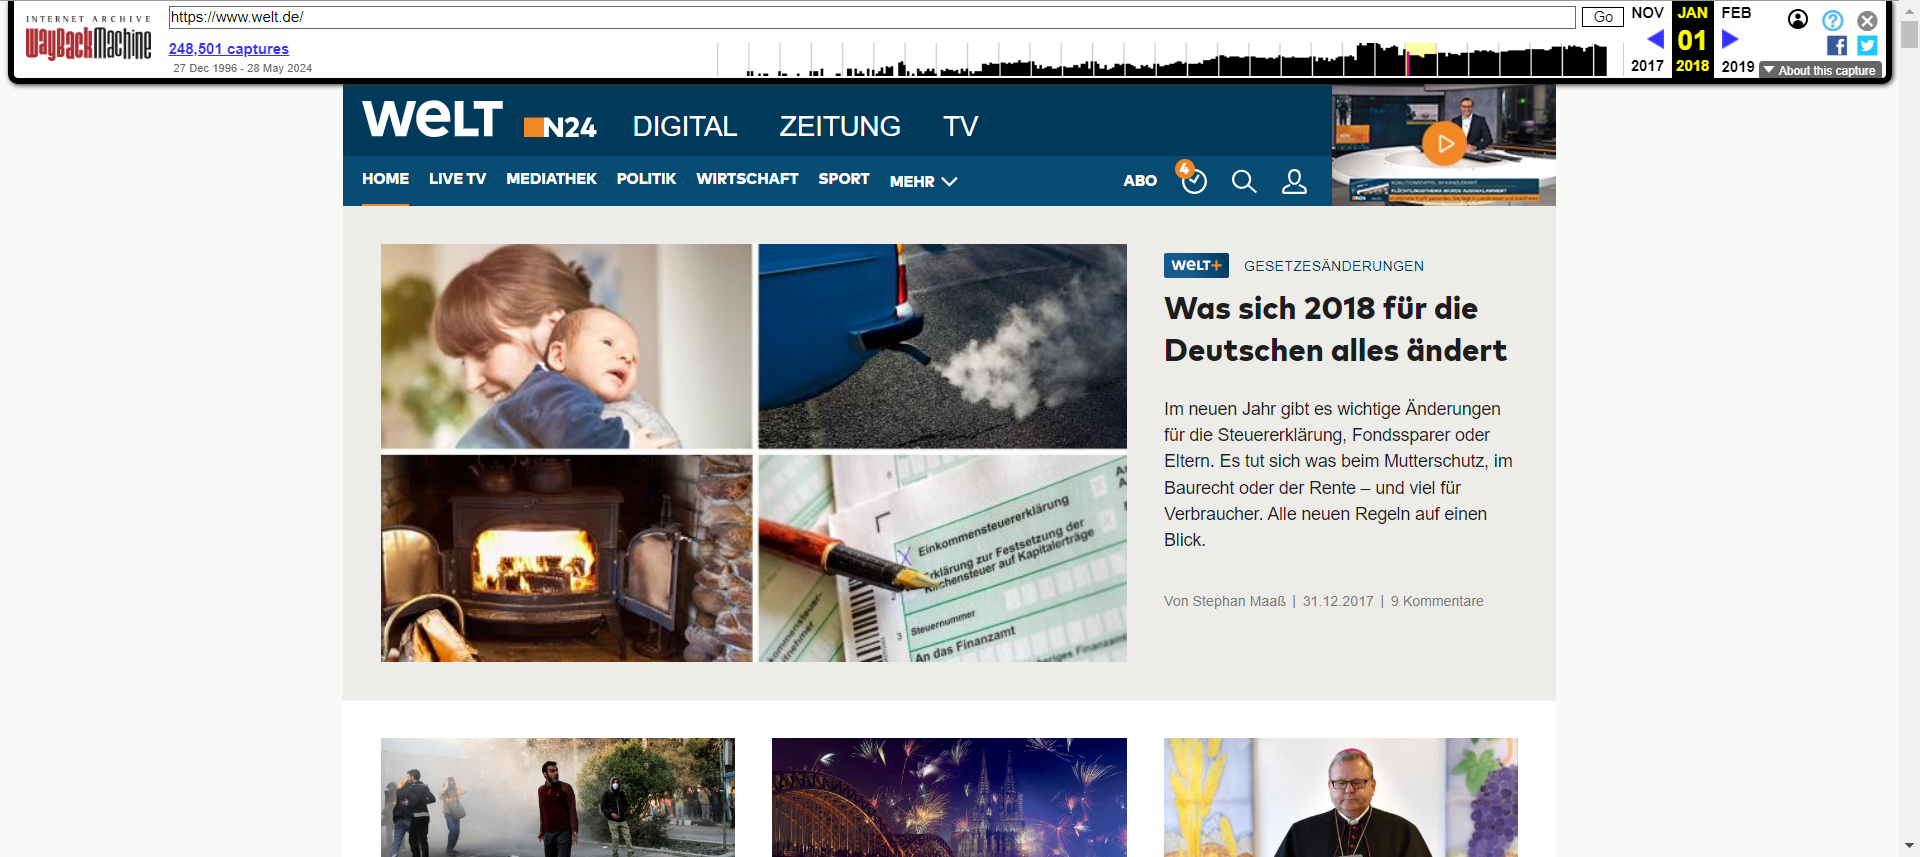 INTERNET ARCHIVE
WayBackMachine
https://www.welt.de/
Go
248,501 captures
27 Dec 1996 - 28 May 2024
NOV JAN FEB
01
2017 2018 2019
About this capture
WELT N24 DIGITAL ZEITUNG TV
HOME LIVE TV MEDIATHEK POLITIK WIRTSCHAFT SPORT MEHR
ABO 4
FLÜCHTLINGSTHEMA WURDE AUSGEKLAMMERT
WELT+ GESETZESÄNDERUNGEN
Was sich 2018 für die
Deutschen alles ändert
Im neuen Jahr gibt es wichtige Änderungen
für die Steuererklärung, Fondssparer oder
Eltern. Es tut sich was beim Mutterschutz, im
Baurecht oder der Rente – und viel für
Verbraucher. Alle neuen Regeln auf einen
Blick.
Von Stephan Maaß | 31.12.2017 | 9 Kommentare
Einkommensteuererklärung
Erklärung zur Festsetzung der
Kirchensteuer auf Kapitalerträge
3 Steuernummer
An das Finanzamt